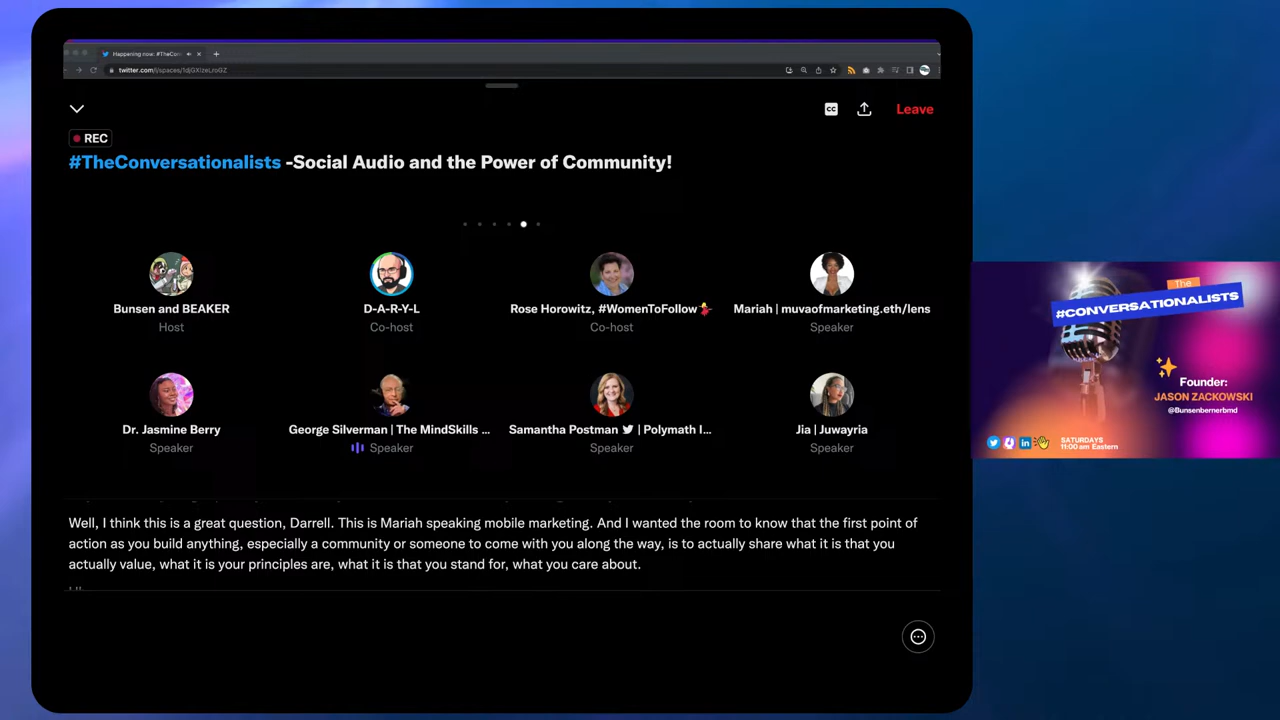 Happening now: #TheCon
twitter.com/i/spaces/1djGXlzeLroGZ
CC
Leave
REC
#TheConversationalists -Social Audio and the Power of Community!
Bunsen and BEAKER
Host
D-A-R-Y-L
Co-host
Rose Horowitz, #WomenToFollow💃
Co-host
Mariah | muvaofmarketing.eth/lens
Speaker
Dr. Jasmine Berry
Speaker
George Silverman | The MindSkills ...
Speaker
Samantha Postman | Polymath I...
Speaker
Jia | Juwayria
Speaker
Well, I think this is a great question, Darrell. This is Mariah speaking mobile marketing. And I wanted the room to know that the first point of
action as you build anything, especially a community or someone to come with you along the way, is to actually share what it is that you
actually value, what it is your principles are, what it is that you stand for, what you care about.
The
#CONVERSATIONALISTS
Founder:
JASON ZACKOWSKI
@Bunsenbernerbmd
in
SATURDAYS
11:00 am Eastern